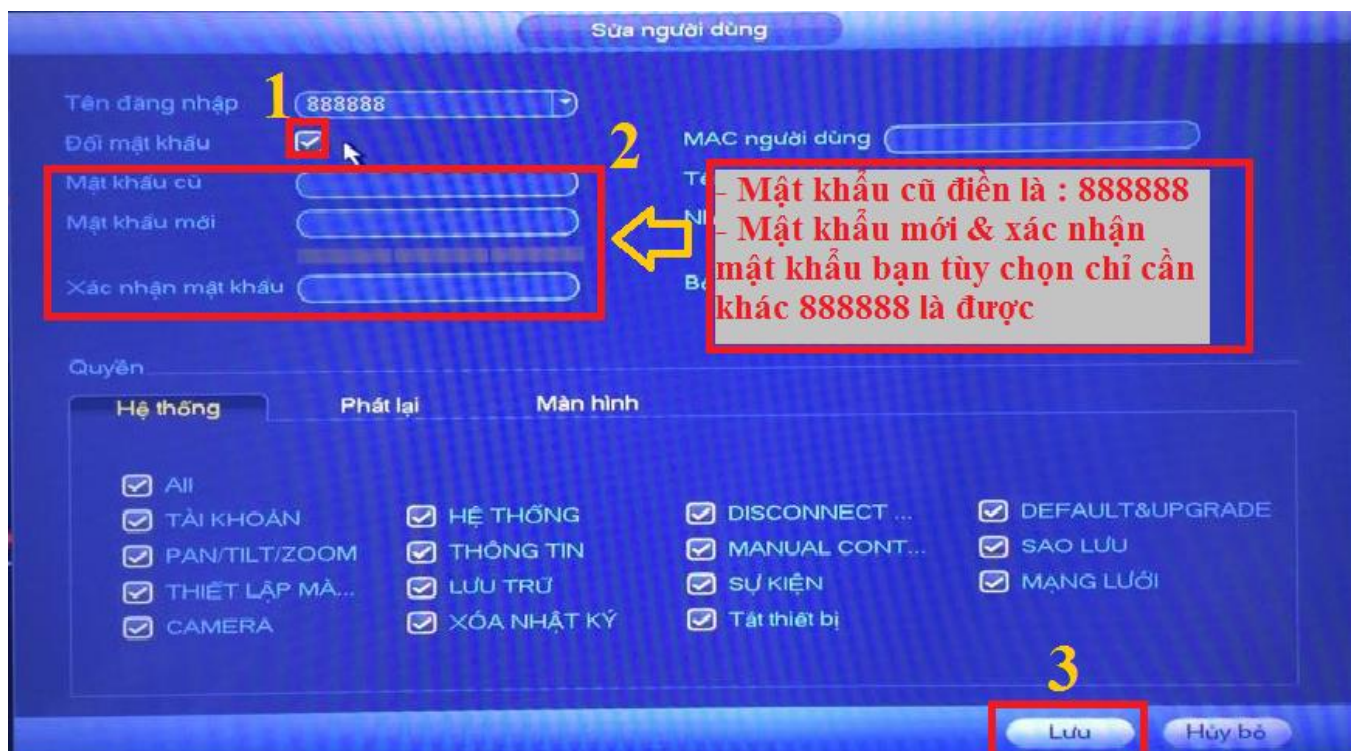 Sửa người dùng
1
Tên đăng nhập
888888
Đổi mật khẩu
2
MAC người dùng
Mật khẩu cũ
Mật khẩu mới
Xác nhận mật khẩu
- Mật khẩu cũ điền là : 888888
- Mật khẩu mới & xác nhận
mật khẩu bạn tùy chọn chỉ cần
khác 888888 là được
Quyền
Hệ thống Phát lại Màn hình
All
TÀI KHOẢN HỆ THỐNG DISCONNECT ... DEFAULT&UPGRADE
PAN/TILT/ZOOM THÔNG TIN MANUAL CONT... SAO LƯU
THIẾT LẬP MÀ... LƯU TRỮ SỰ KIỆN MẠNG LƯỚI
CAMERA XÓA NHẬT KÝ Tắt thiết bị
3
Lưu Hủy bỏ